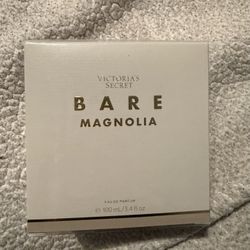 VICTORIA'S
SECRET
BARE
MAGNOLIA
EAU DE PARFUM
℮ 100 mL / 3.4 fl oz